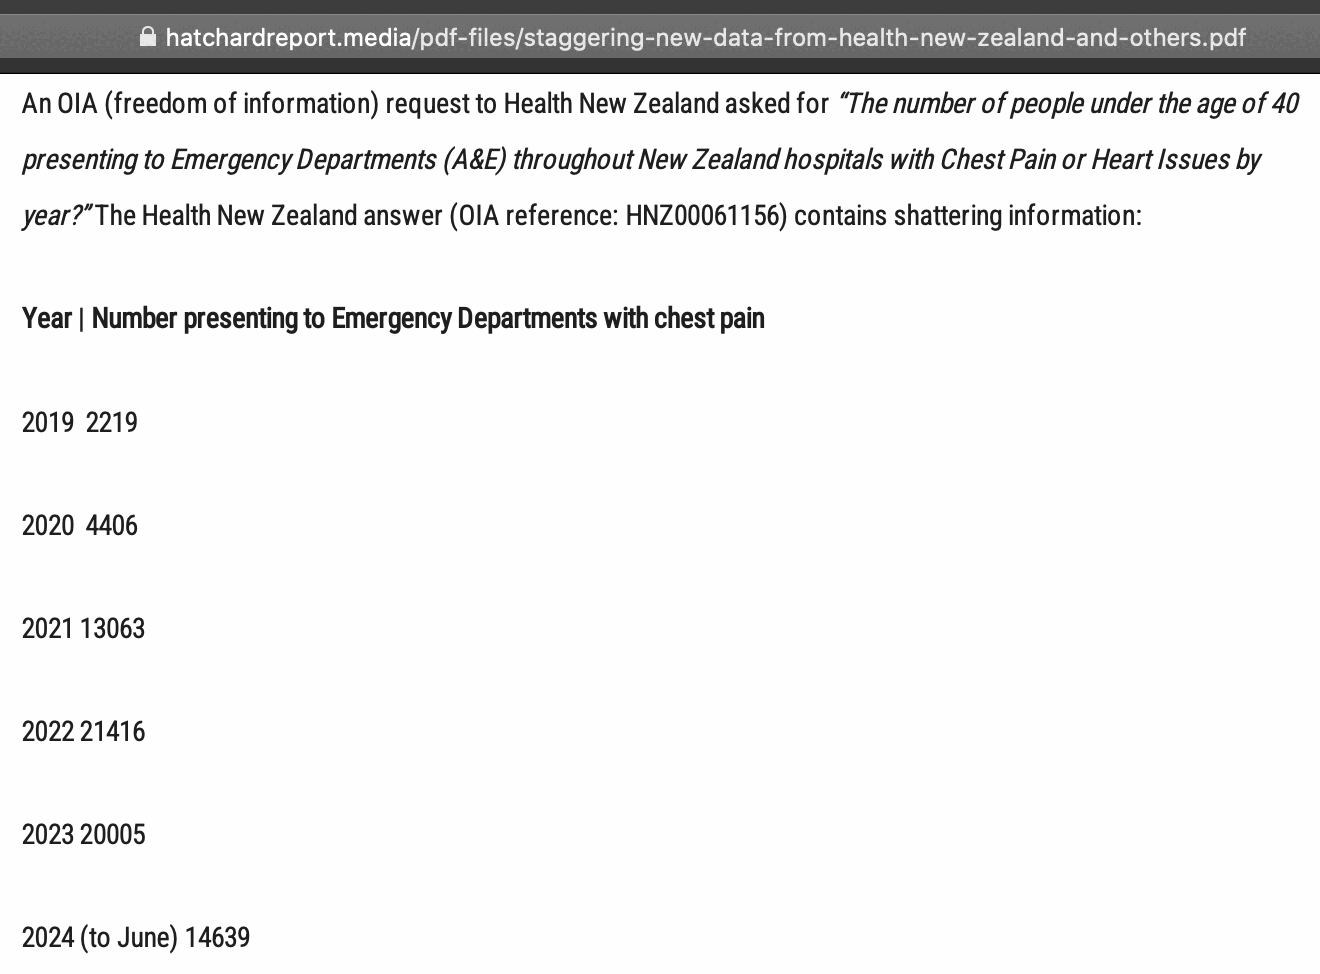 hatchardreport.media/pdf-files/staggering-new-data-from-health-new-zealand-and-others.pdf
An OIA (freedom of information) request to Health New Zealand asked for “The number of people under the age of 40
presenting to Emergency Departments (A&E) throughout New Zealand hospitals with Chest Pain or Heart Issues by
year?” The Health New Zealand answer (OIA reference: HNZ00061156) contains shattering information:
Year | Number presenting to Emergency Departments with chest pain
2019 2219
2020 4406
2021 13063
2022 21416
2023 20005
2024 (to June) 14639